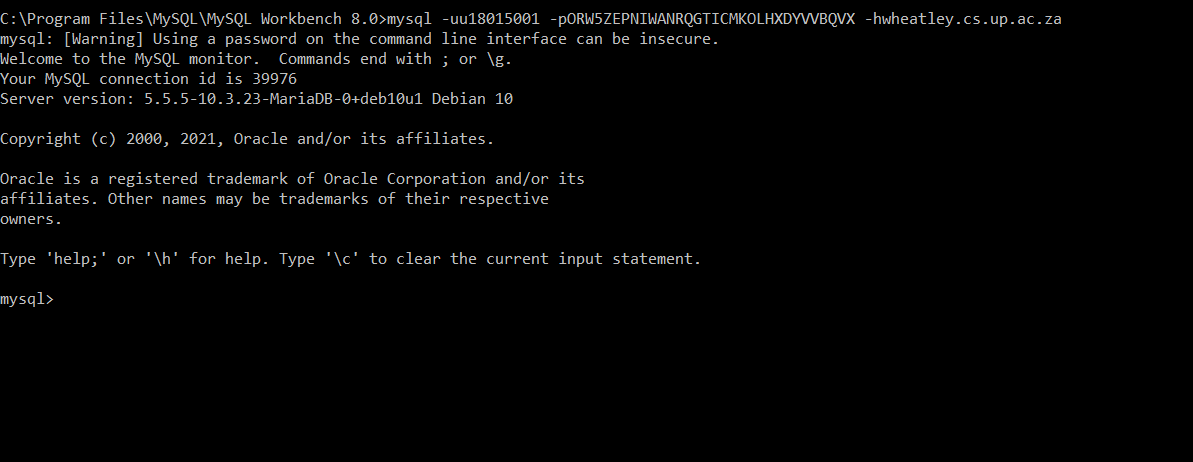 C:\Program Files\MySQL\MySQL Workbench 8.0>mysql -uu18015001 -pORW5ZEPNIWANRQGTICMKOLHXDYVVBQVX -hwheatley.cs.up.ac.za
mysql: [Warning] Using a password on the command line interface can be insecure.
Welcome to the MySQL monitor.  Commands end with ; or \g.
Your MySQL connection id is 39976
Server version: 5.5.5-10.3.23-MariaDB-0+deb10u1 Debian 10
Copyright (c) 2000, 2021, Oracle and/or its affiliates.
Oracle is a registered trademark of Oracle Corporation and/or its
affiliates. Other names may be trademarks of their respective
owners.
Type 'help;' or '\h' for help. Type '\c' to clear the current input statement.
mysql>